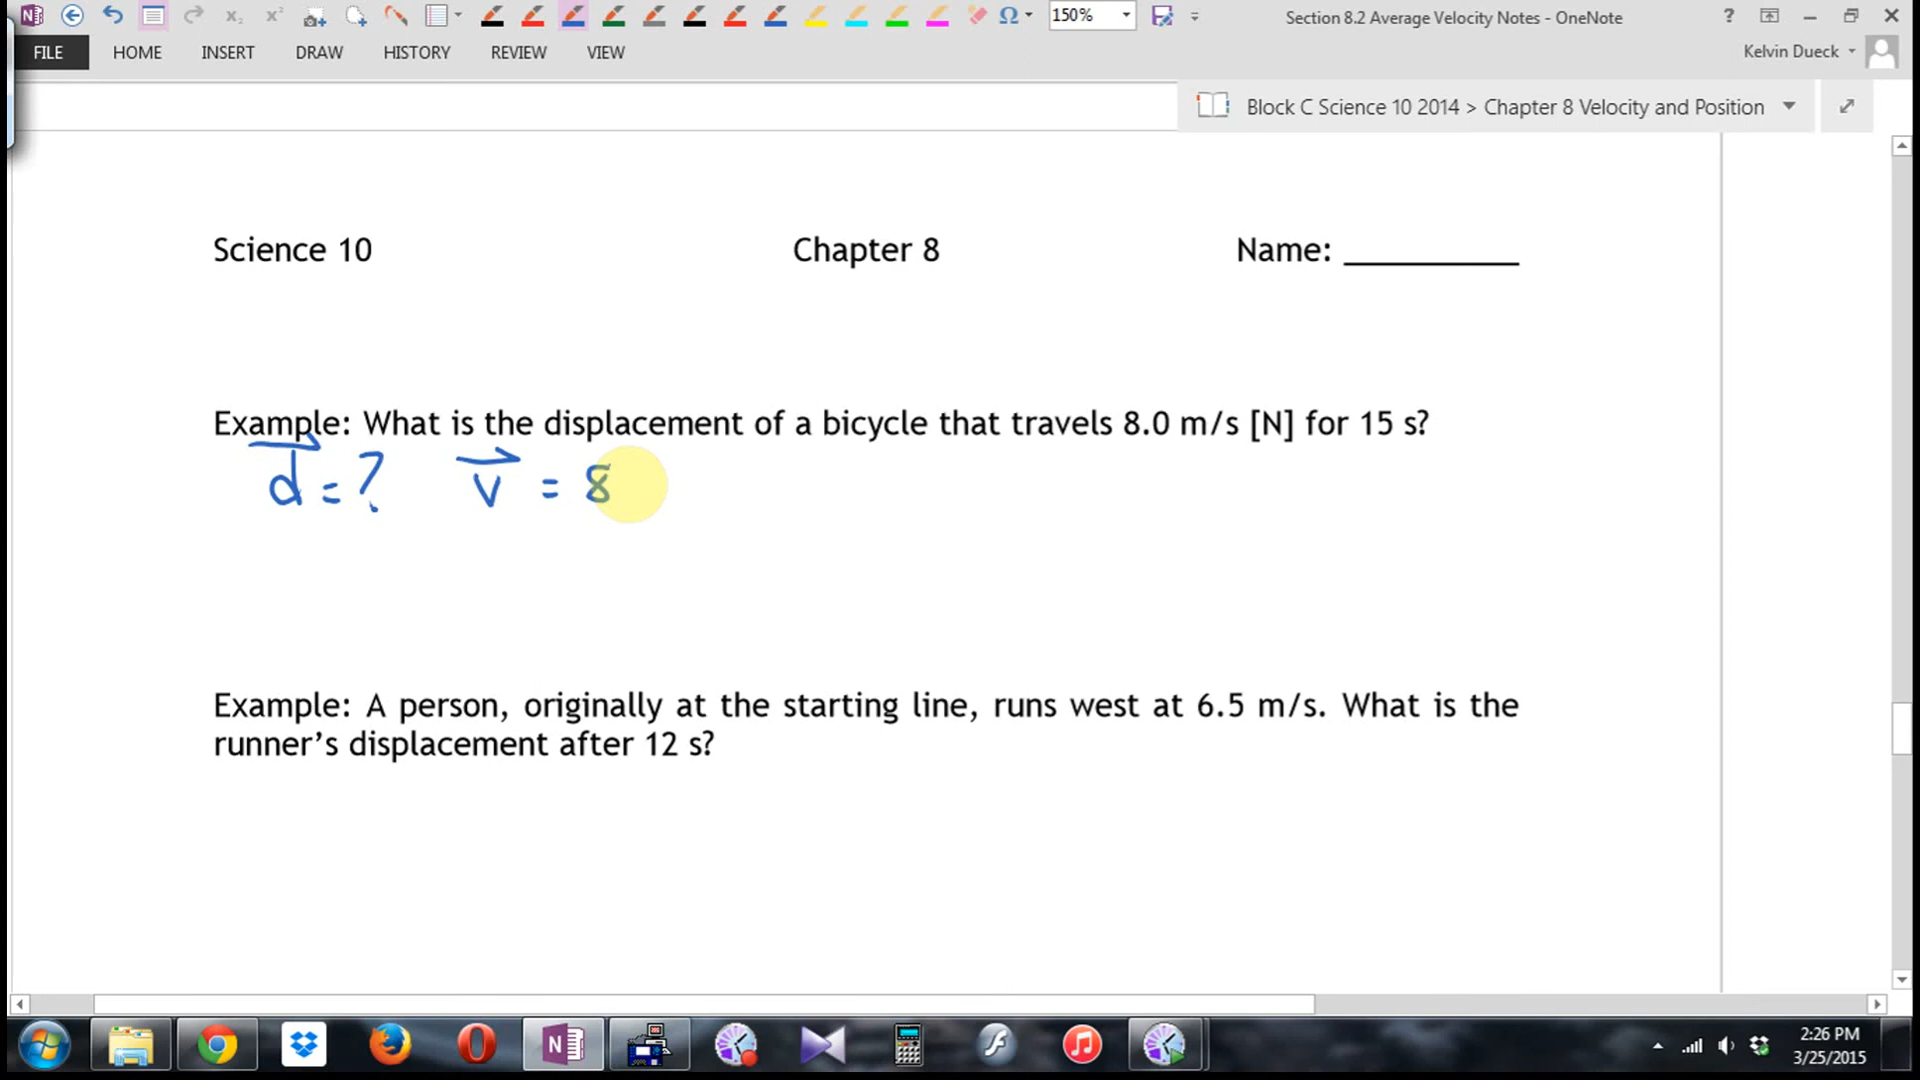 Section 8.2 Average Velocity Notes - OneNote
150%
FILE HOME INSERT DRAW HISTORY REVIEW VIEW
Kelvin Dueck
Block C Science 10 2014 > Chapter 8 Velocity and Position
Science 10 Chapter 8 Name: __________
Example: What is the displacement of a bicycle that travels 8.0 m/s [N] for 15 s?
d = ? v = 8
Example: A person, originally at the starting line, runs west at 6.5 m/s. What is the
runner’s displacement after 12 s?
2:26 PM
3/25/2015